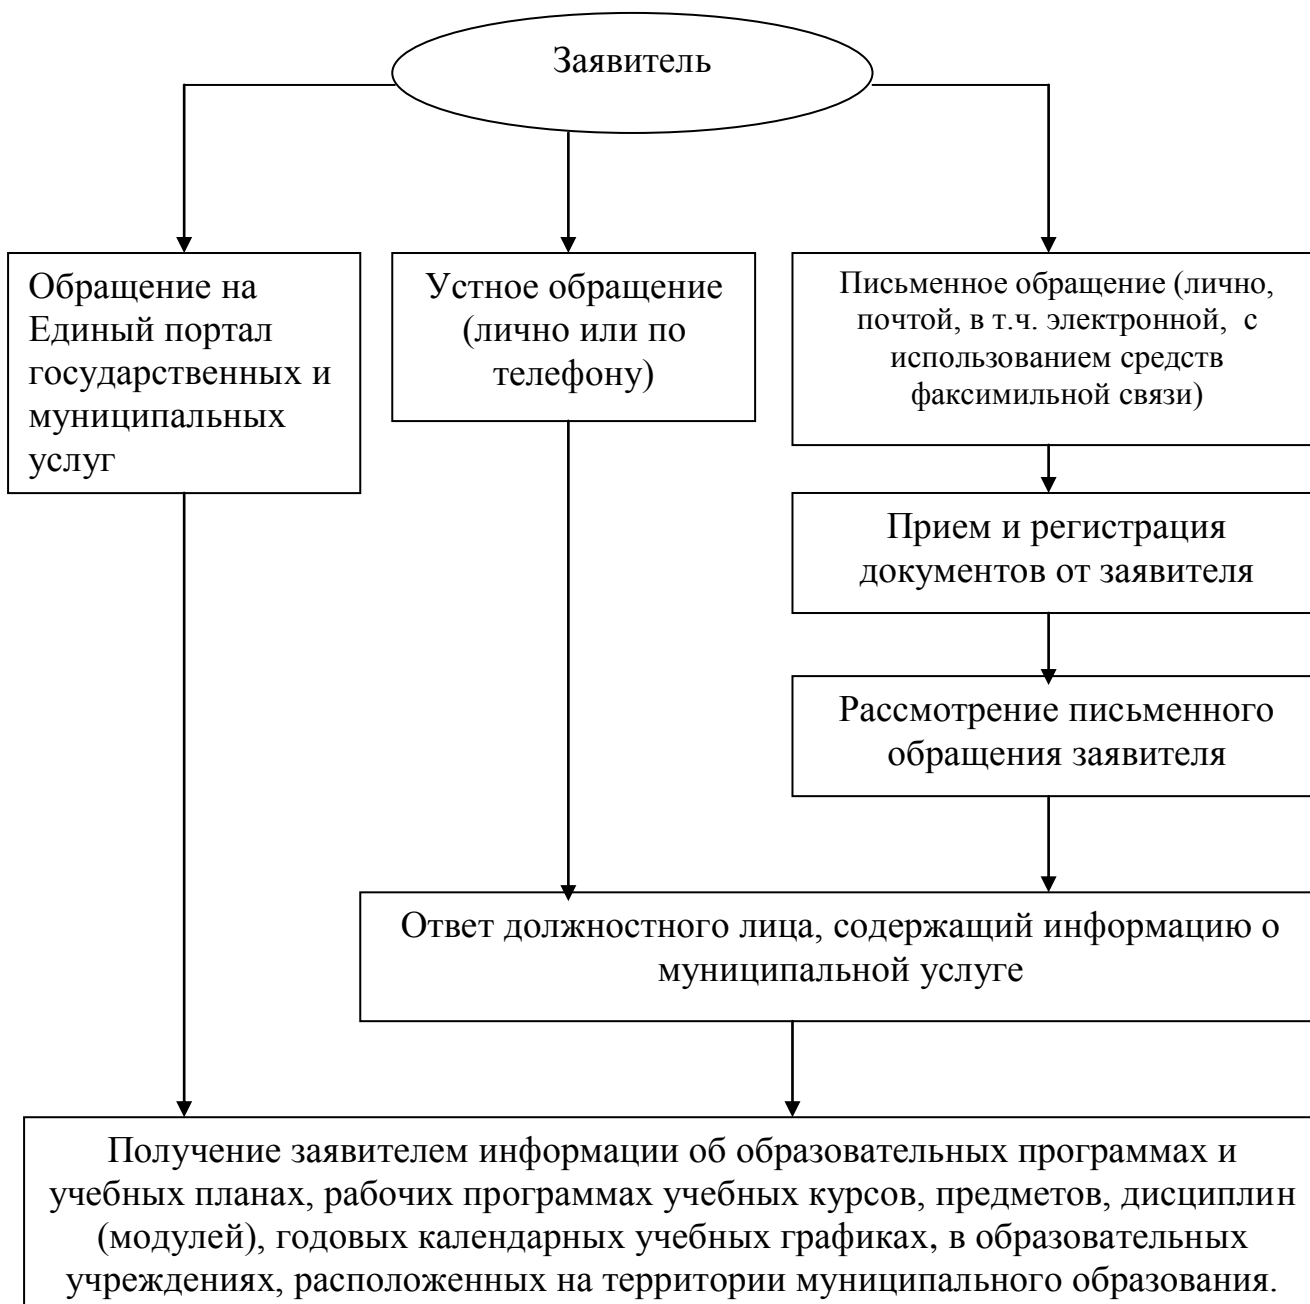 Заявитель
Обращение на
Единый портал
государственных и
муниципальных
услуг
Устное обращение
(лично или по
телефону)
Письменное обращение (лично,
почтой, в т.ч. электронной, с
использованием средств
факсимильной связи)
Прием и регистрация
документов от заявителя
Рассмотрение письменного
обращения заявителя
Ответ должностного лица, содержащий информацию о
муниципальной услуге
Получение заявителем информации об образовательных программах и
учебных планах, рабочих программах учебных курсов, предметов, дисциплин
(модулей), годовых календарных учебных графиках, в образовательных
учреждениях, расположенных на территории муниципального образования.